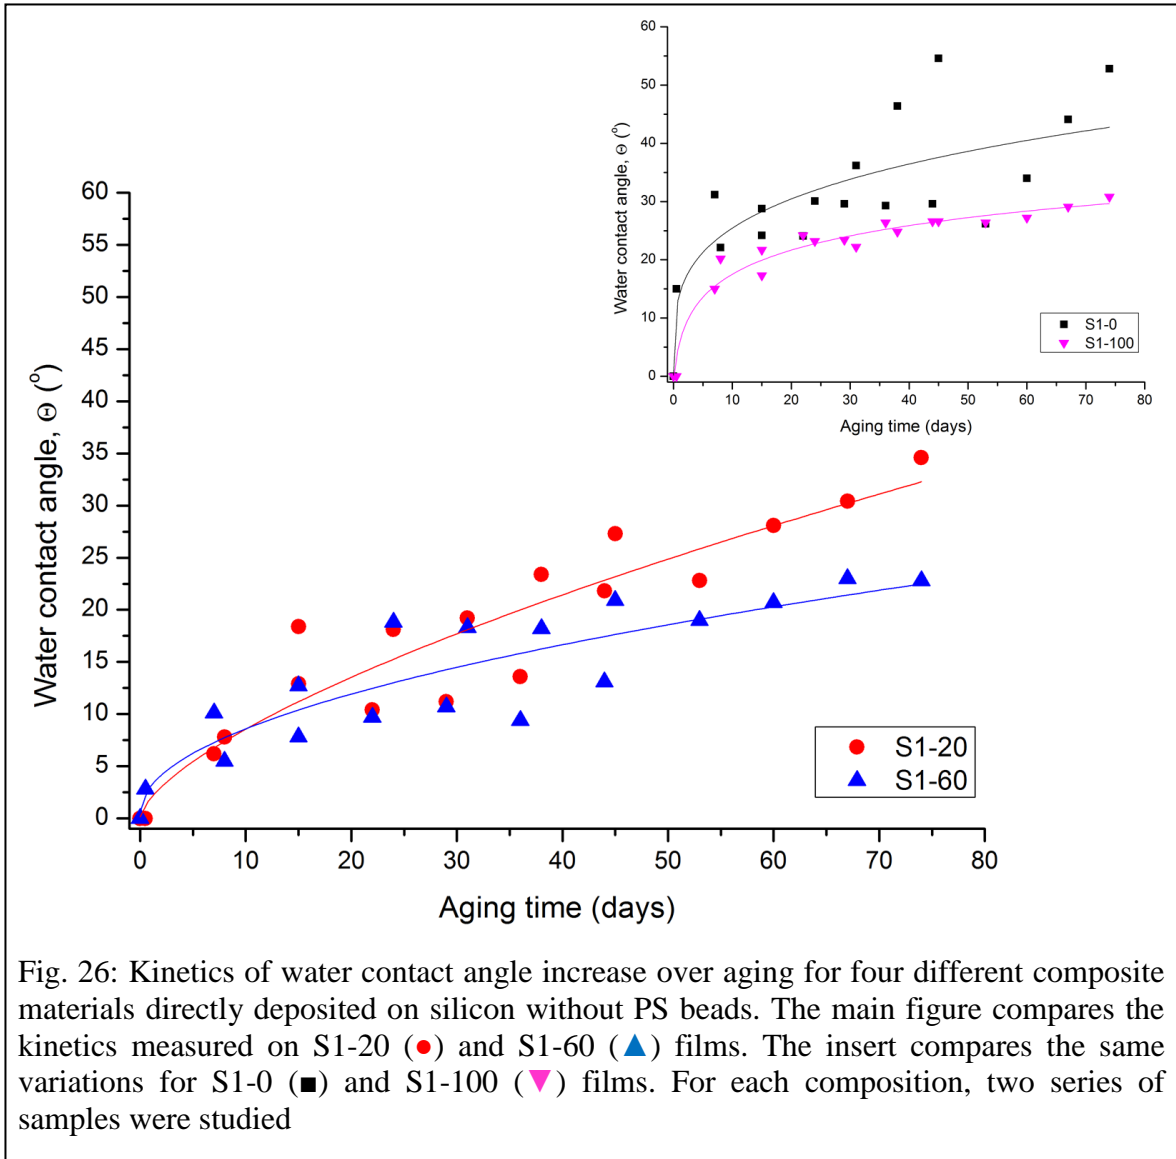 60
50
40
30
20
10
0
Water contact angle, Θ (°)
S1-0
S1-100
0 10 20 30 40 50 60 70 80
Aging time (days)
60
55
50
45
40
35
30
25
20
15
10
5
0
Water contact angle, Θ (°)
S1-20
S1-60
0 10 20 30 40 50 60 70 80
Aging time (days)
Fig. 26: Kinetics of water contact angle increase over aging for four different composite
materials directly deposited on silicon without PS beads. The main figure compares the
kinetics measured on S1-20 (●) and S1-60 (▲) films. The insert compares the same
variations for S1-0 (■) and S1-100 (▼) films. For each composition, two series of
samples were studied